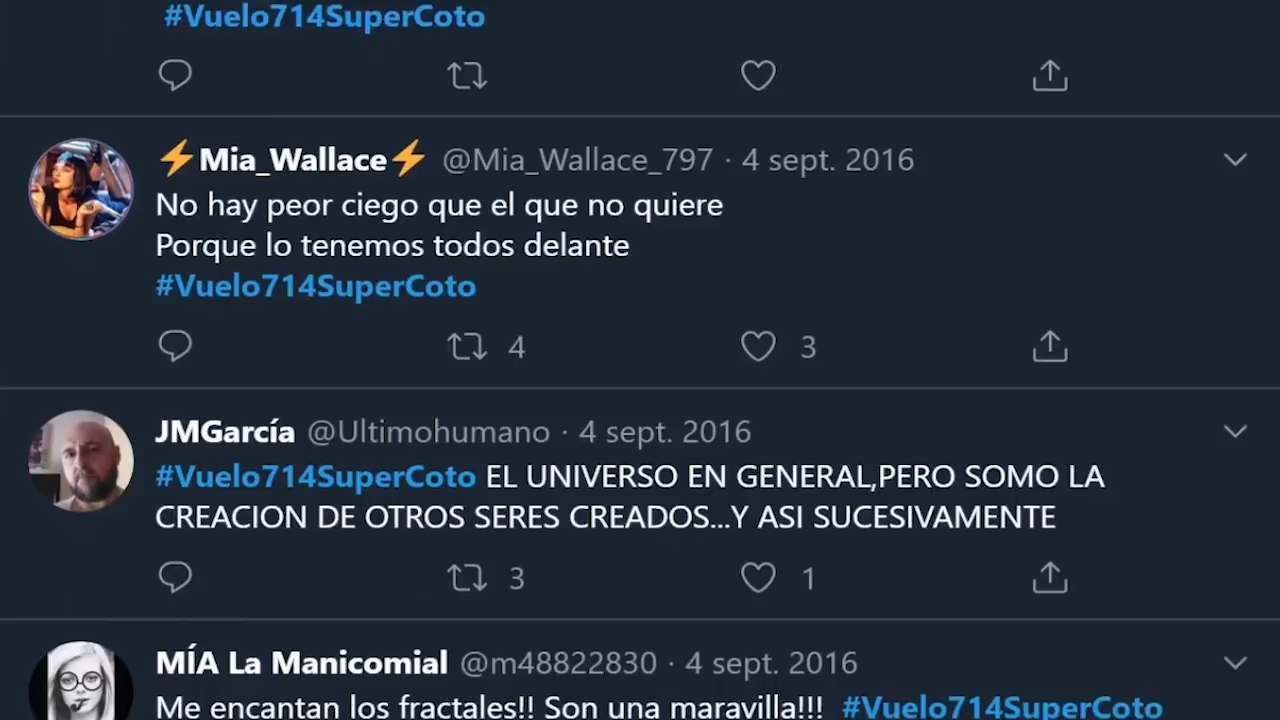 #Vuelo714SuperCoto
⚡Mia_Wallace⚡ @Mia_Wallace_797 · 4 sept. 2016
No hay peor ciego que el que no quiere
Porque lo tenemos todos delante
#Vuelo714SuperCoto
4 3
JMGarcía @Ultimohumano · 4 sept. 2016
#Vuelo714SuperCoto EL UNIVERSO EN GENERAL,PERO SOMO LA
CREACION DE OTROS SERES CREADOS...Y ASI SUCESIVAMENTE
3 1
MÍA La Manicomial @m48822830 · 4 sept. 2016
Me encantan los fractales!! Son una maravilla!!! #Vuelo714SuperCoto